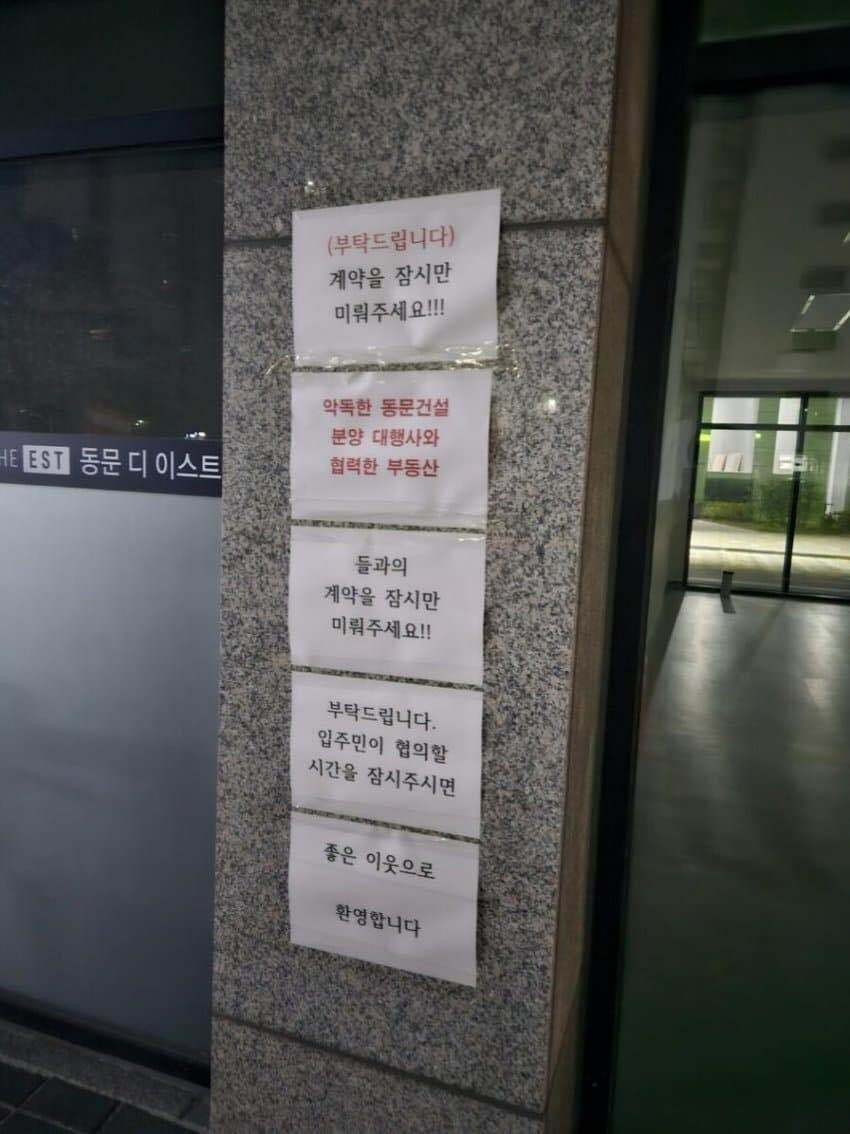 (부탁드립니다)
계약을 잠시만
미뤄주세요!!!
악독한 동문건설
분양 대행사와
협력한 부동산
들과의
계약을 잠시만
미뤄주세요!!
부탁드립니다.
입주민이 협의할
시간을 잠시주시면
좋은 이웃으로
환영합니다
HE EST 동문 디 이스트